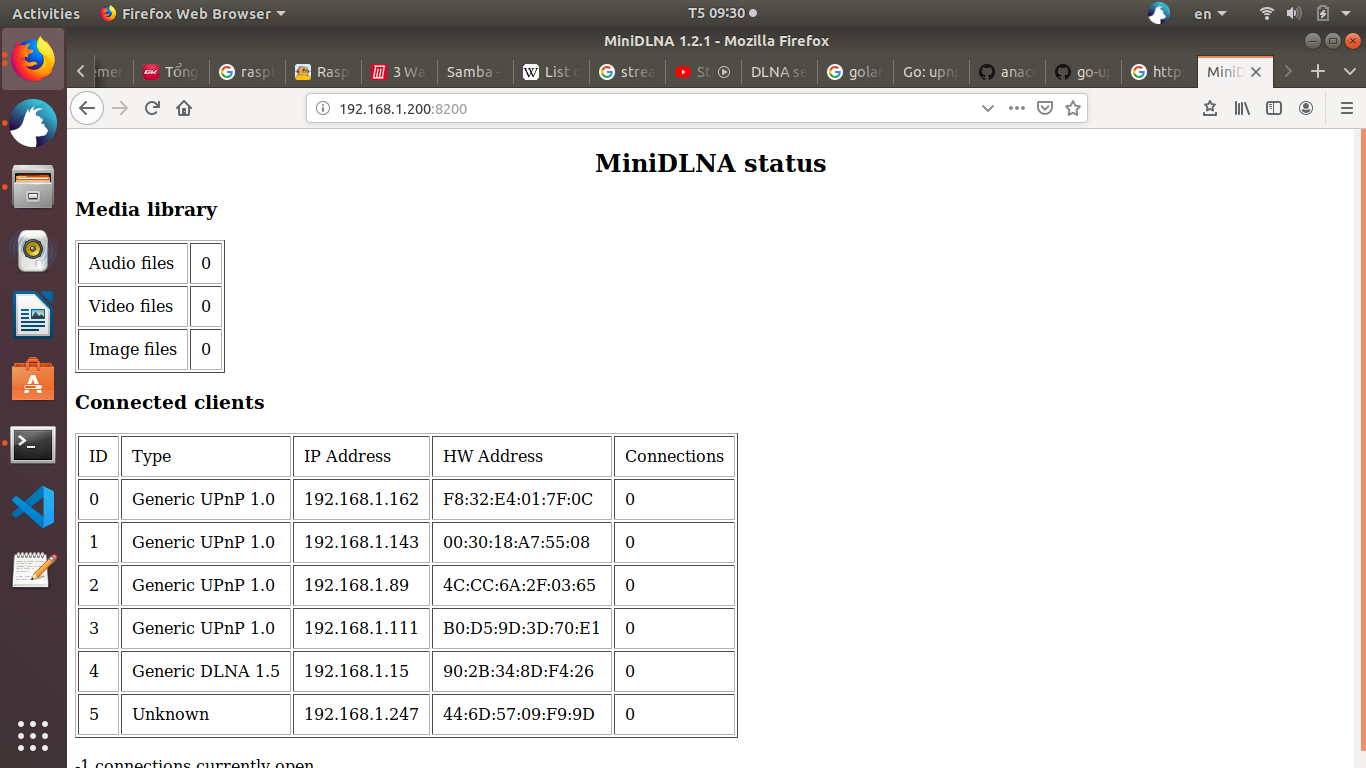 Activities Firefox Web Browser T5 09:30 en
MiniDLNA 1.2.1 - Mozilla Firefox
Tổng rasp Rasp 3 Wa Samba - List o strea DLNA se golan Go: upnp anac go-up http: MiniD
192.168.1.200:8200
MiniDLNA status
Media library
Audio files 0
Video files 0
Image files 0
Connected clients
ID Type IP Address HW Address Connections
0 Generic UPnP 1.0 192.168.1.162 F8:32:E4:01:7F:0C 0
1 Generic UPnP 1.0 192.168.1.143 00:30:18:A7:55:08 0
2 Generic UPnP 1.0 192.168.1.89 4C:CC:6A:2F:03:65 0
3 Generic UPnP 1.0 192.168.1.111 B0:D5:9D:3D:70:E1 0
4 Generic DLNA 1.5 192.168.1.15 90:2B:34:8D:F4:26 0
5 Unknown 192.168.1.247 44:6D:57:09:F9:9D 0
-1 connections currently open